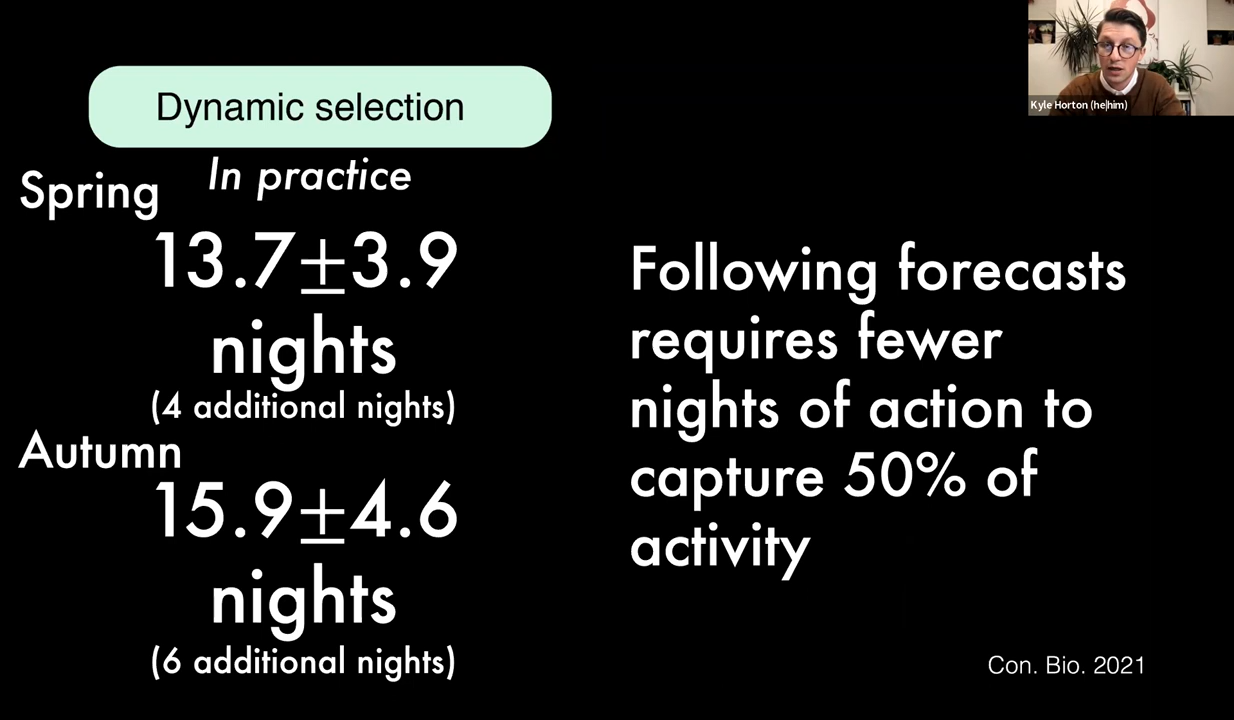 Dynamic selection
In practice
Spring
13.7±3.9
nights
(4 additional nights)
Autumn
15.9±4.6
nights
(6 additional nights)
Following forecasts
requires fewer
nights of action to
capture 50% of
activity
Con. Bio. 2021
Kyle Horton (he|him)